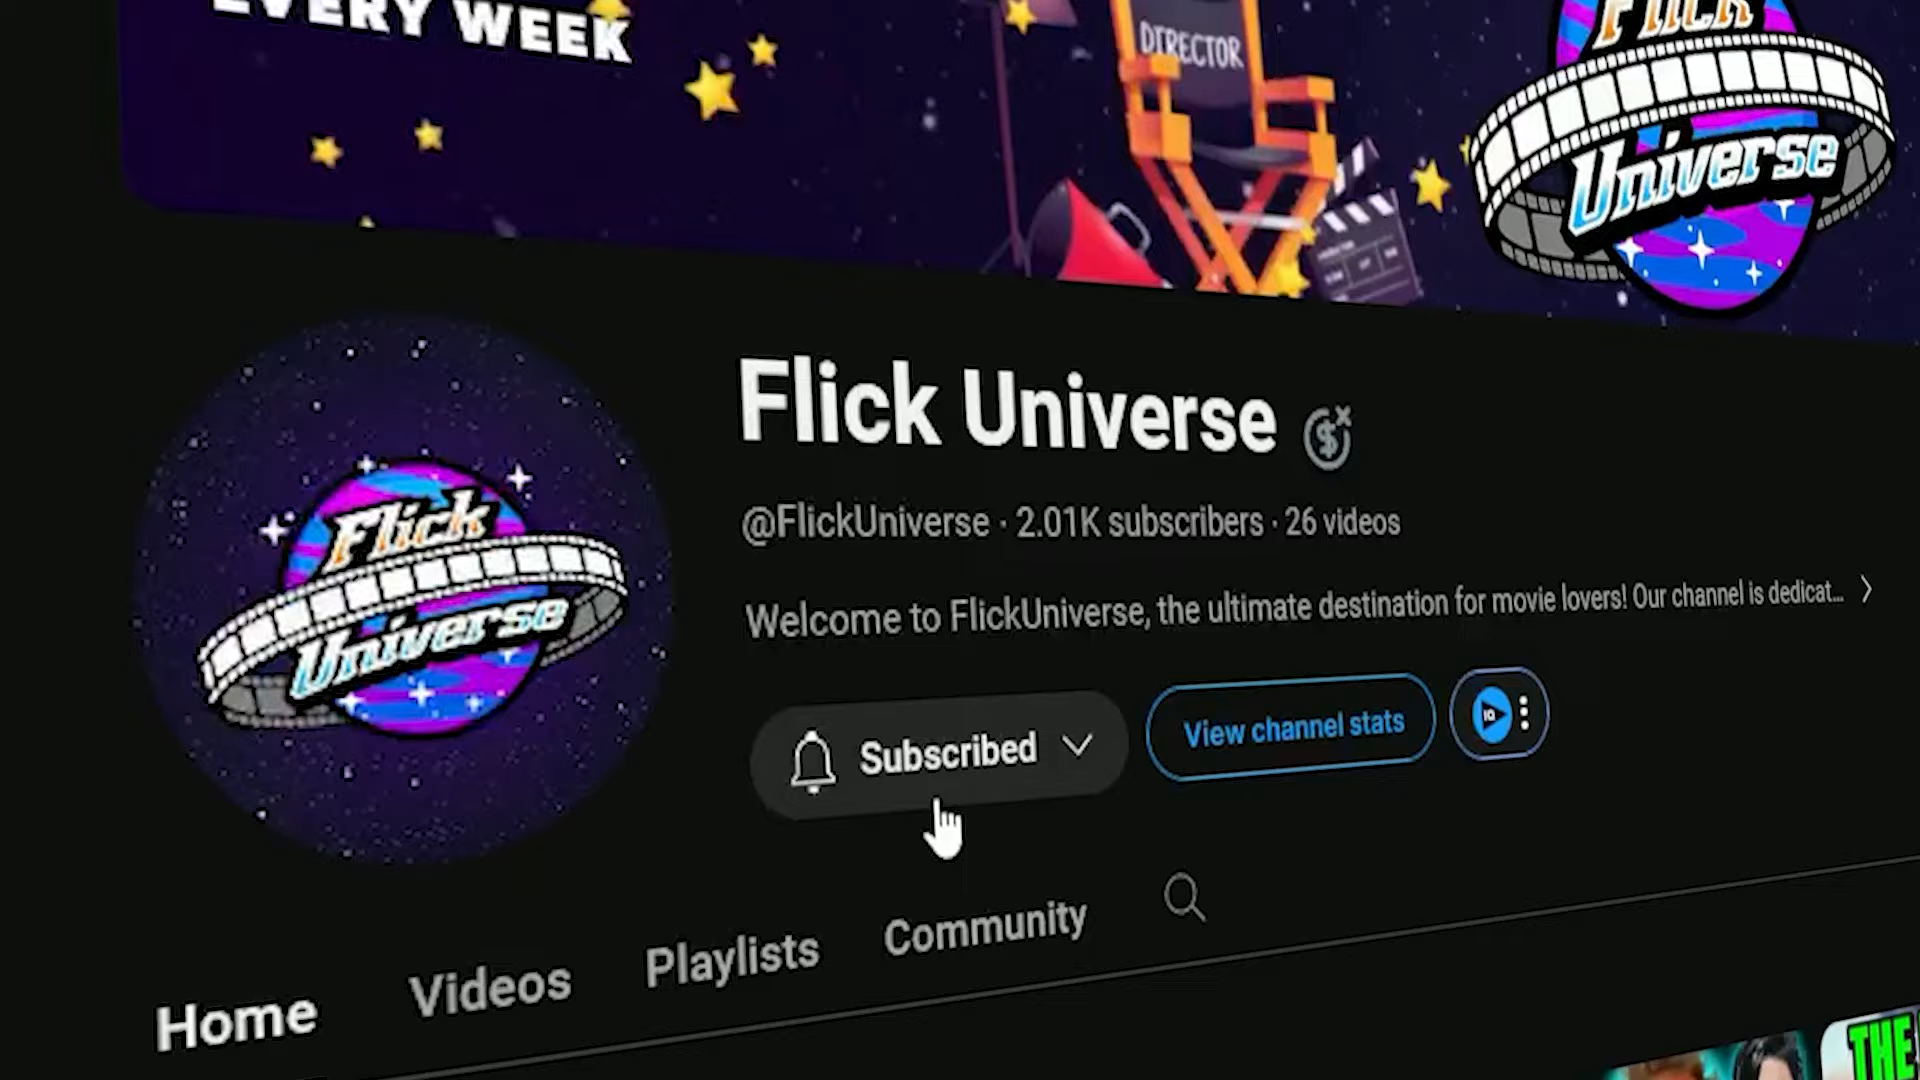 EVERY WEEK
DIRECTOR
Flick
Universe
Flick
Universe
Flick Universe
@FlickUniverse · 2.01K subscribers · 26 videos
Welcome to FlickUniverse, the ultimate destination for movie lovers! Our channel is dedicat...
Subscribed
View channel stats
IQ
Home
Videos
Playlists
Community
THE